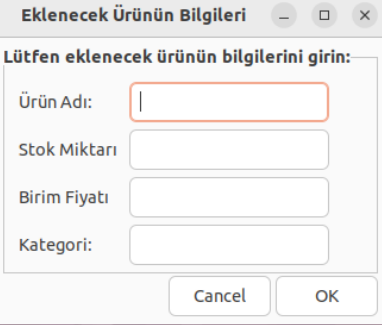 Eklenecek Ürünün Bilgileri
Lütfen eklenecek ürünün bilgilerini girin:
Ürün Adı:
Stok Miktarı
Birim Fiyatı
Kategori:
Cancel
OK